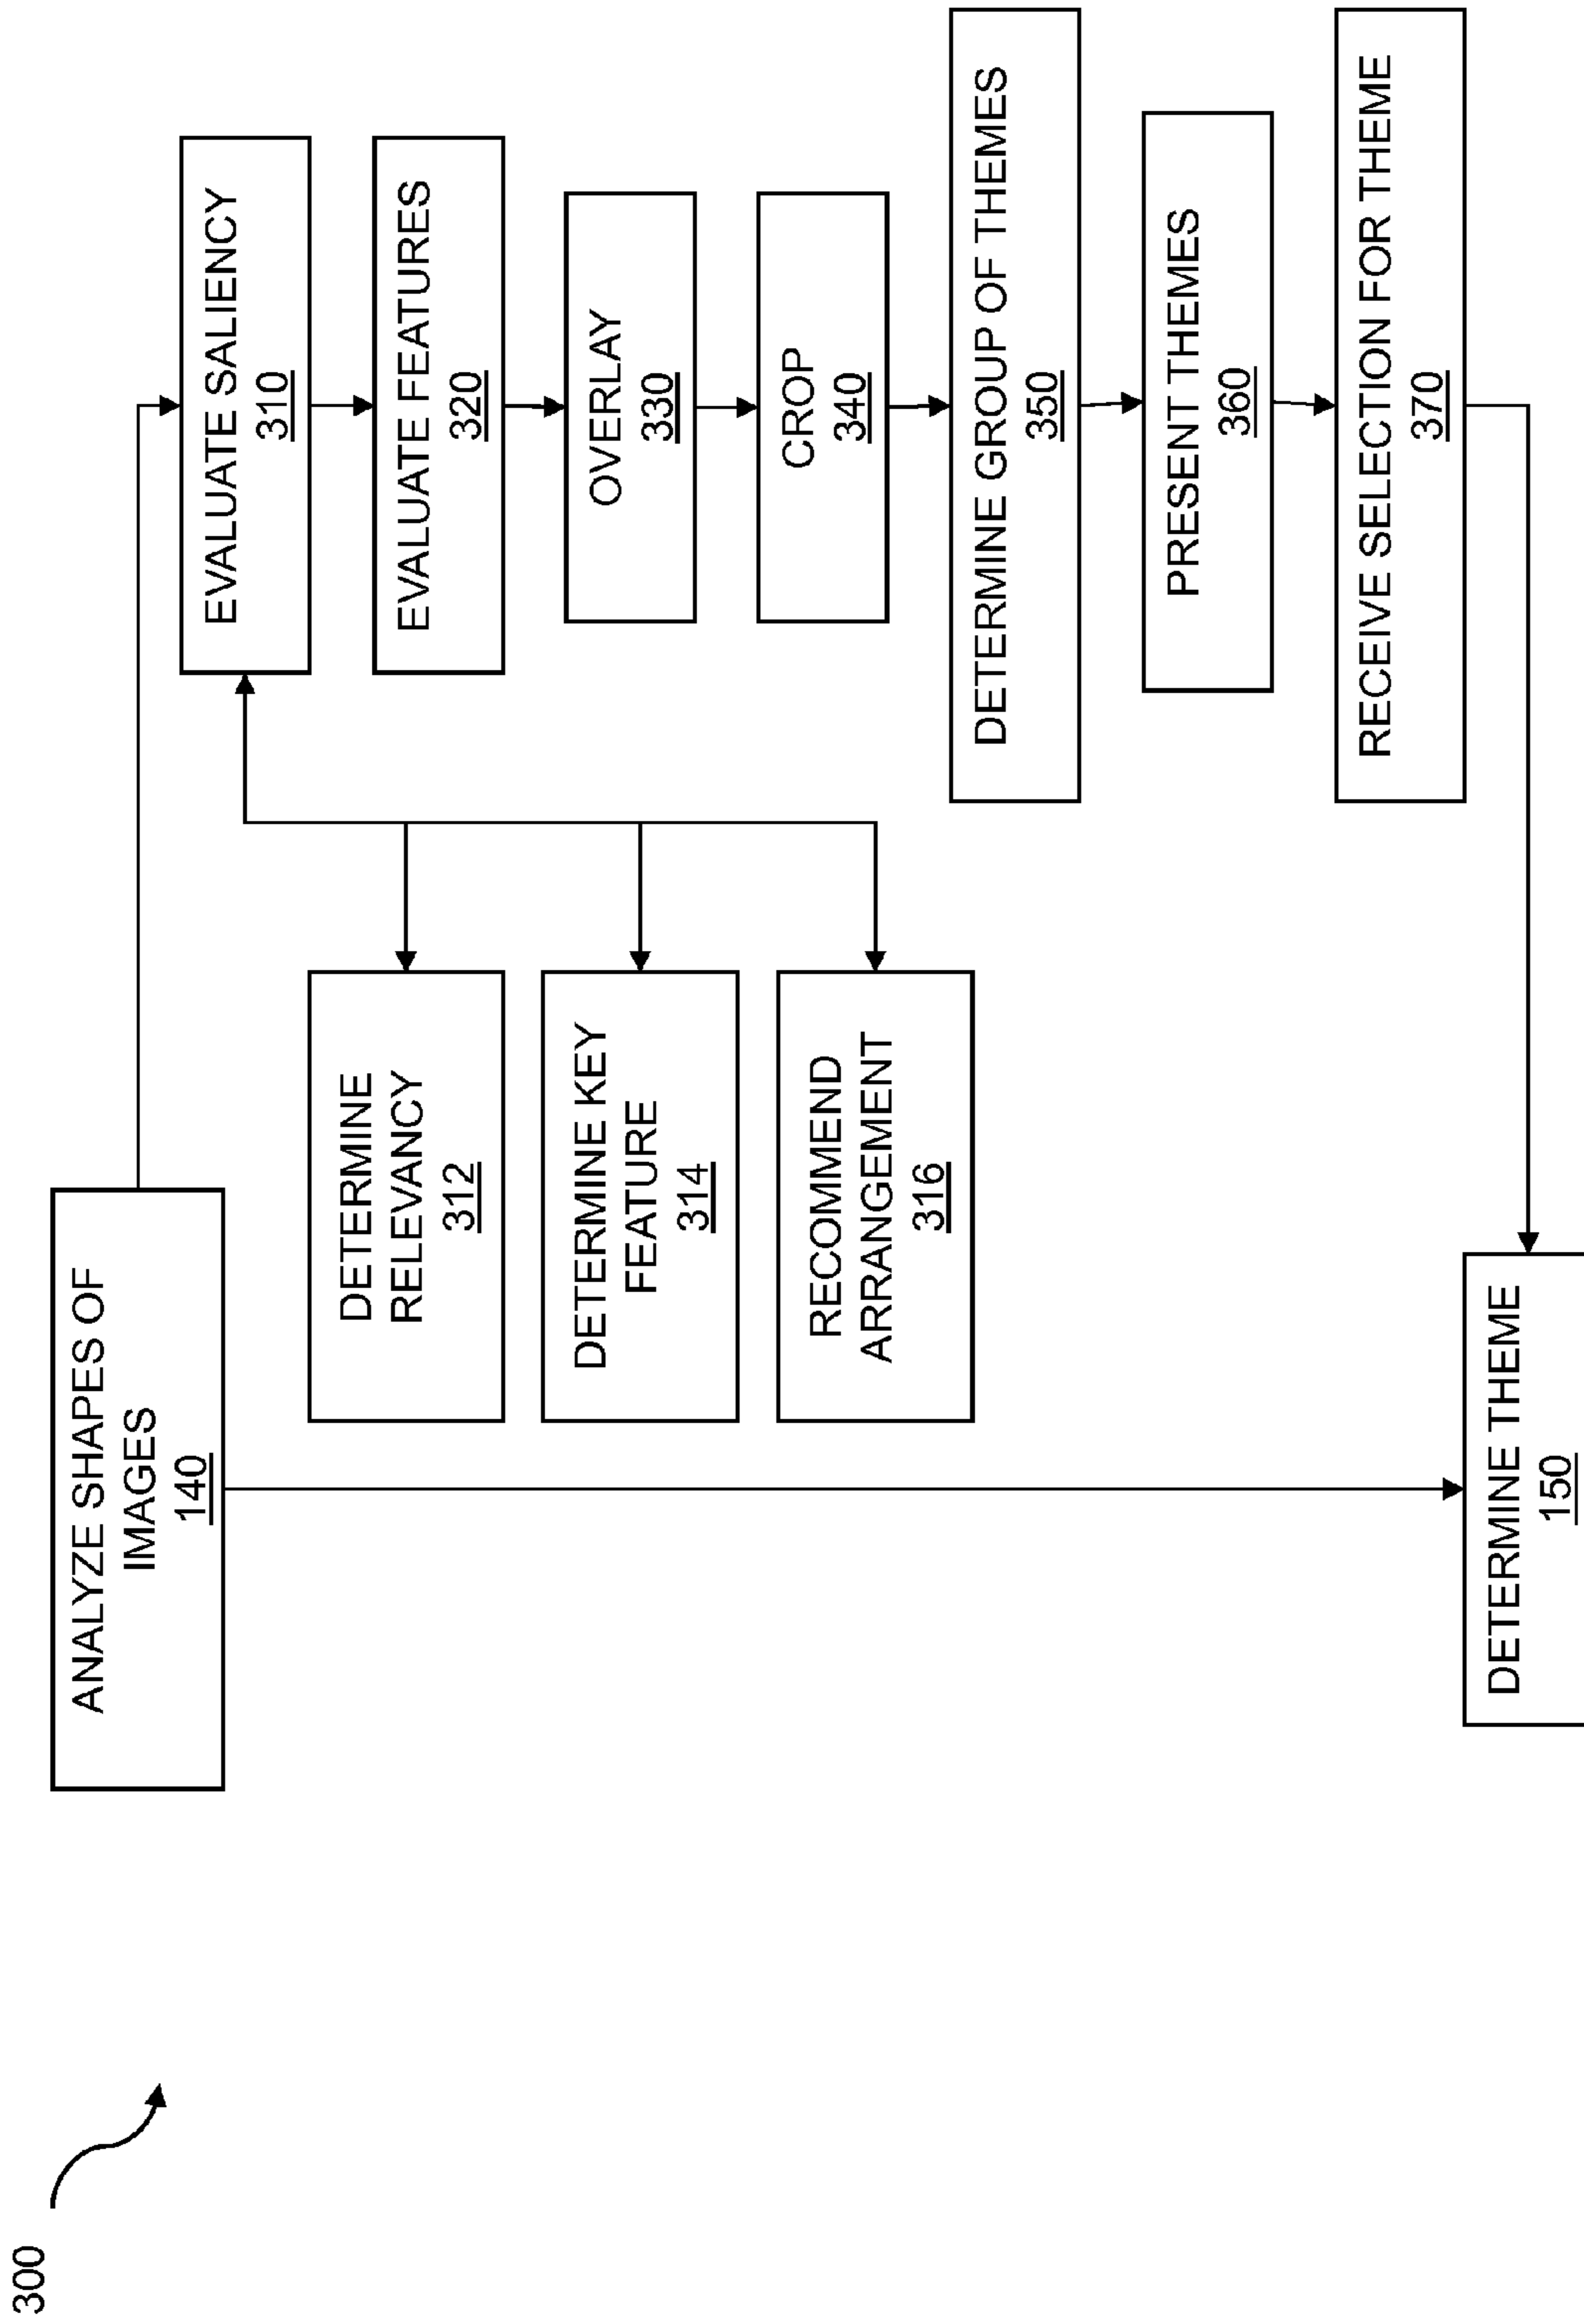 300
ANALYZE SHAPES OF
IMAGES
140
EVALUATE SALIENCY
310
DETERMINE
RELEVANCY
312
DETERMINE KEY
FEATURE
314
RECOMMEND
ARRANGEMENT
316
EVALUATE FEATURES
320
OVERLAY
330
CROP
340
DETERMINE GROUP OF THEMES
350
PRESENT THEMES
360
RECEIVE SELECTION FOR THEME
370
DETERMINE THEME
150